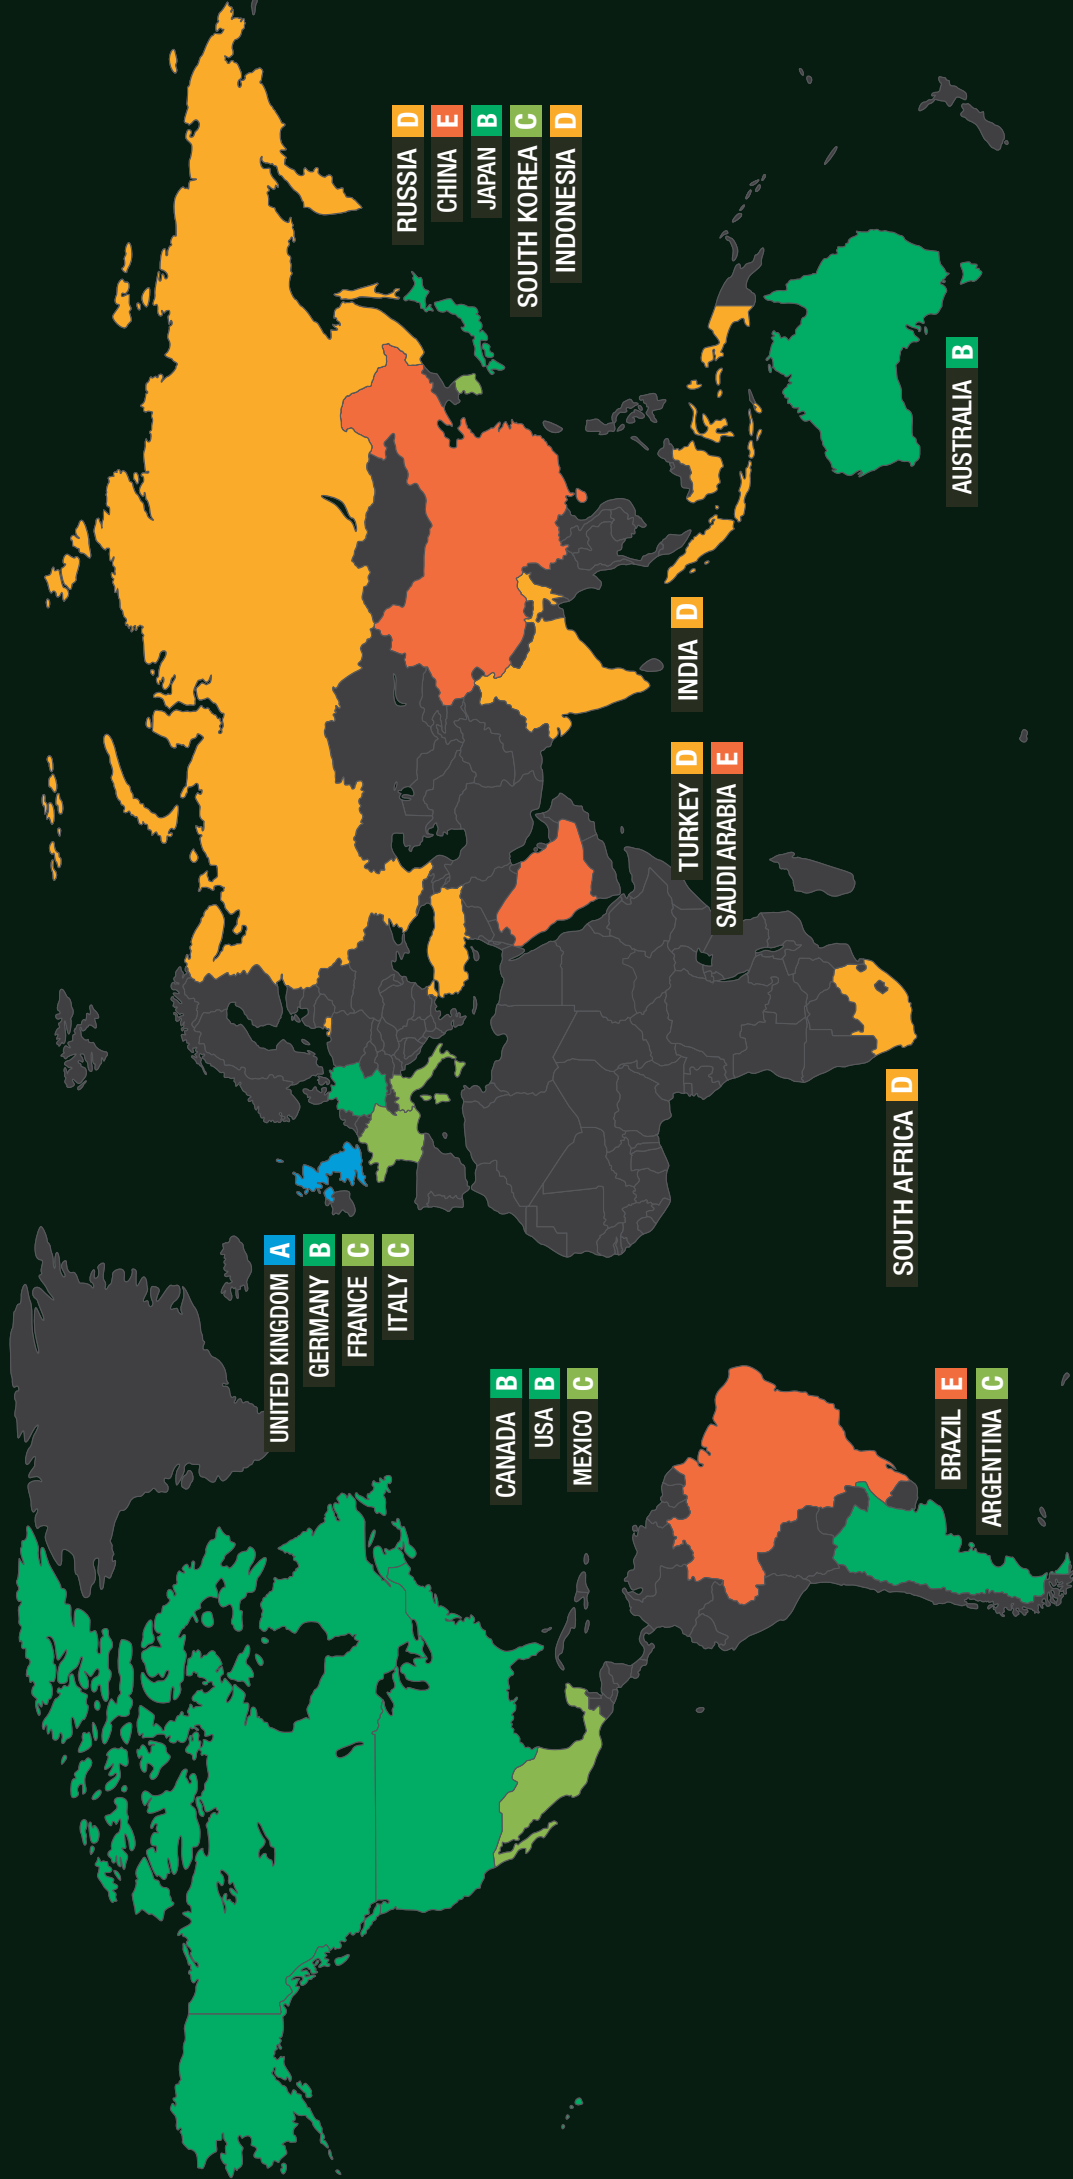 CANADA B
USA B
MEXICO C
BRAZIL E
ARGENTINA C
UNITED KINGDOM A
GERMANY B
FRANCE C
ITALY C
SOUTH AFRICA D
TURKEY D
SAUDI ARABIA E
INDIA D
RUSSIA D
CHINA E
JAPAN B
SOUTH KOREA C
INDONESIA D
AUSTRALIA B